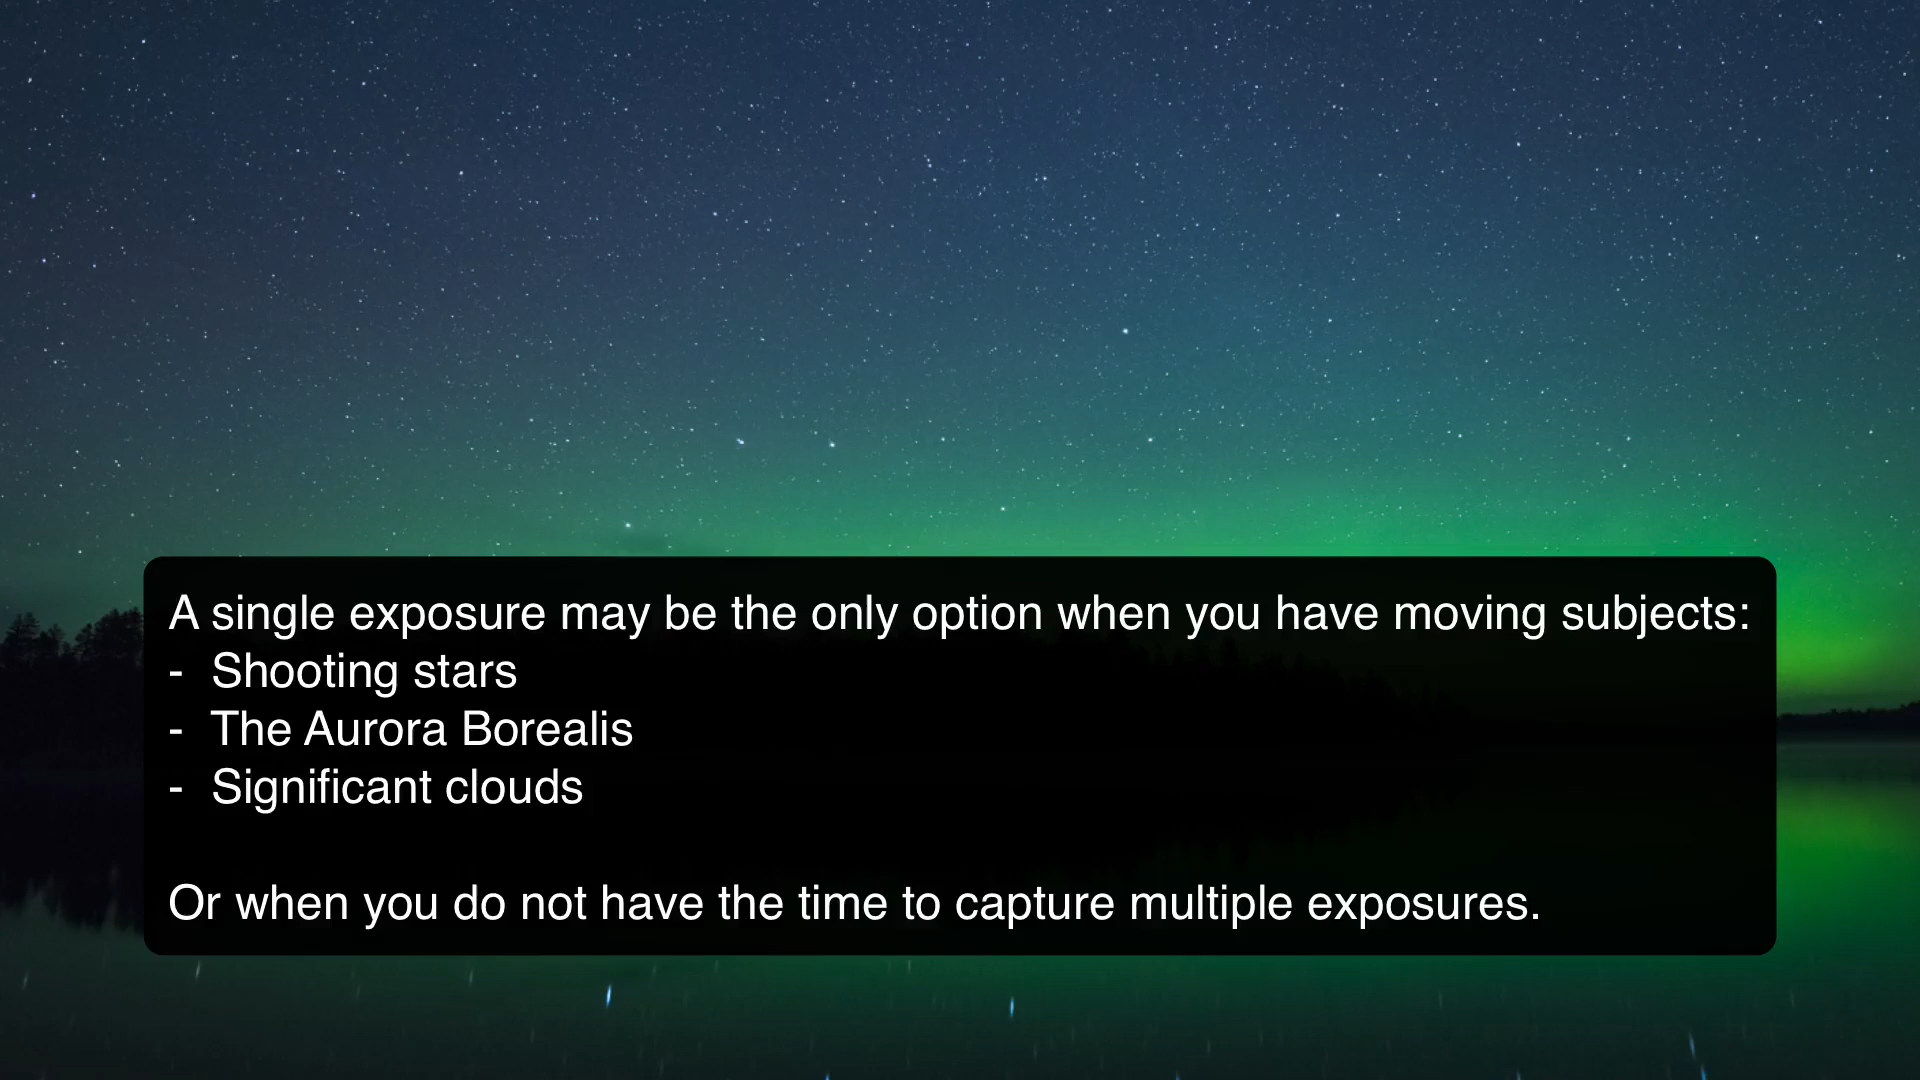 A single exposure may be the only option when you have moving subjects:
- Shooting stars
- The Aurora Borealis
- Significant clouds
Or when you do not have the time to capture multiple exposures.